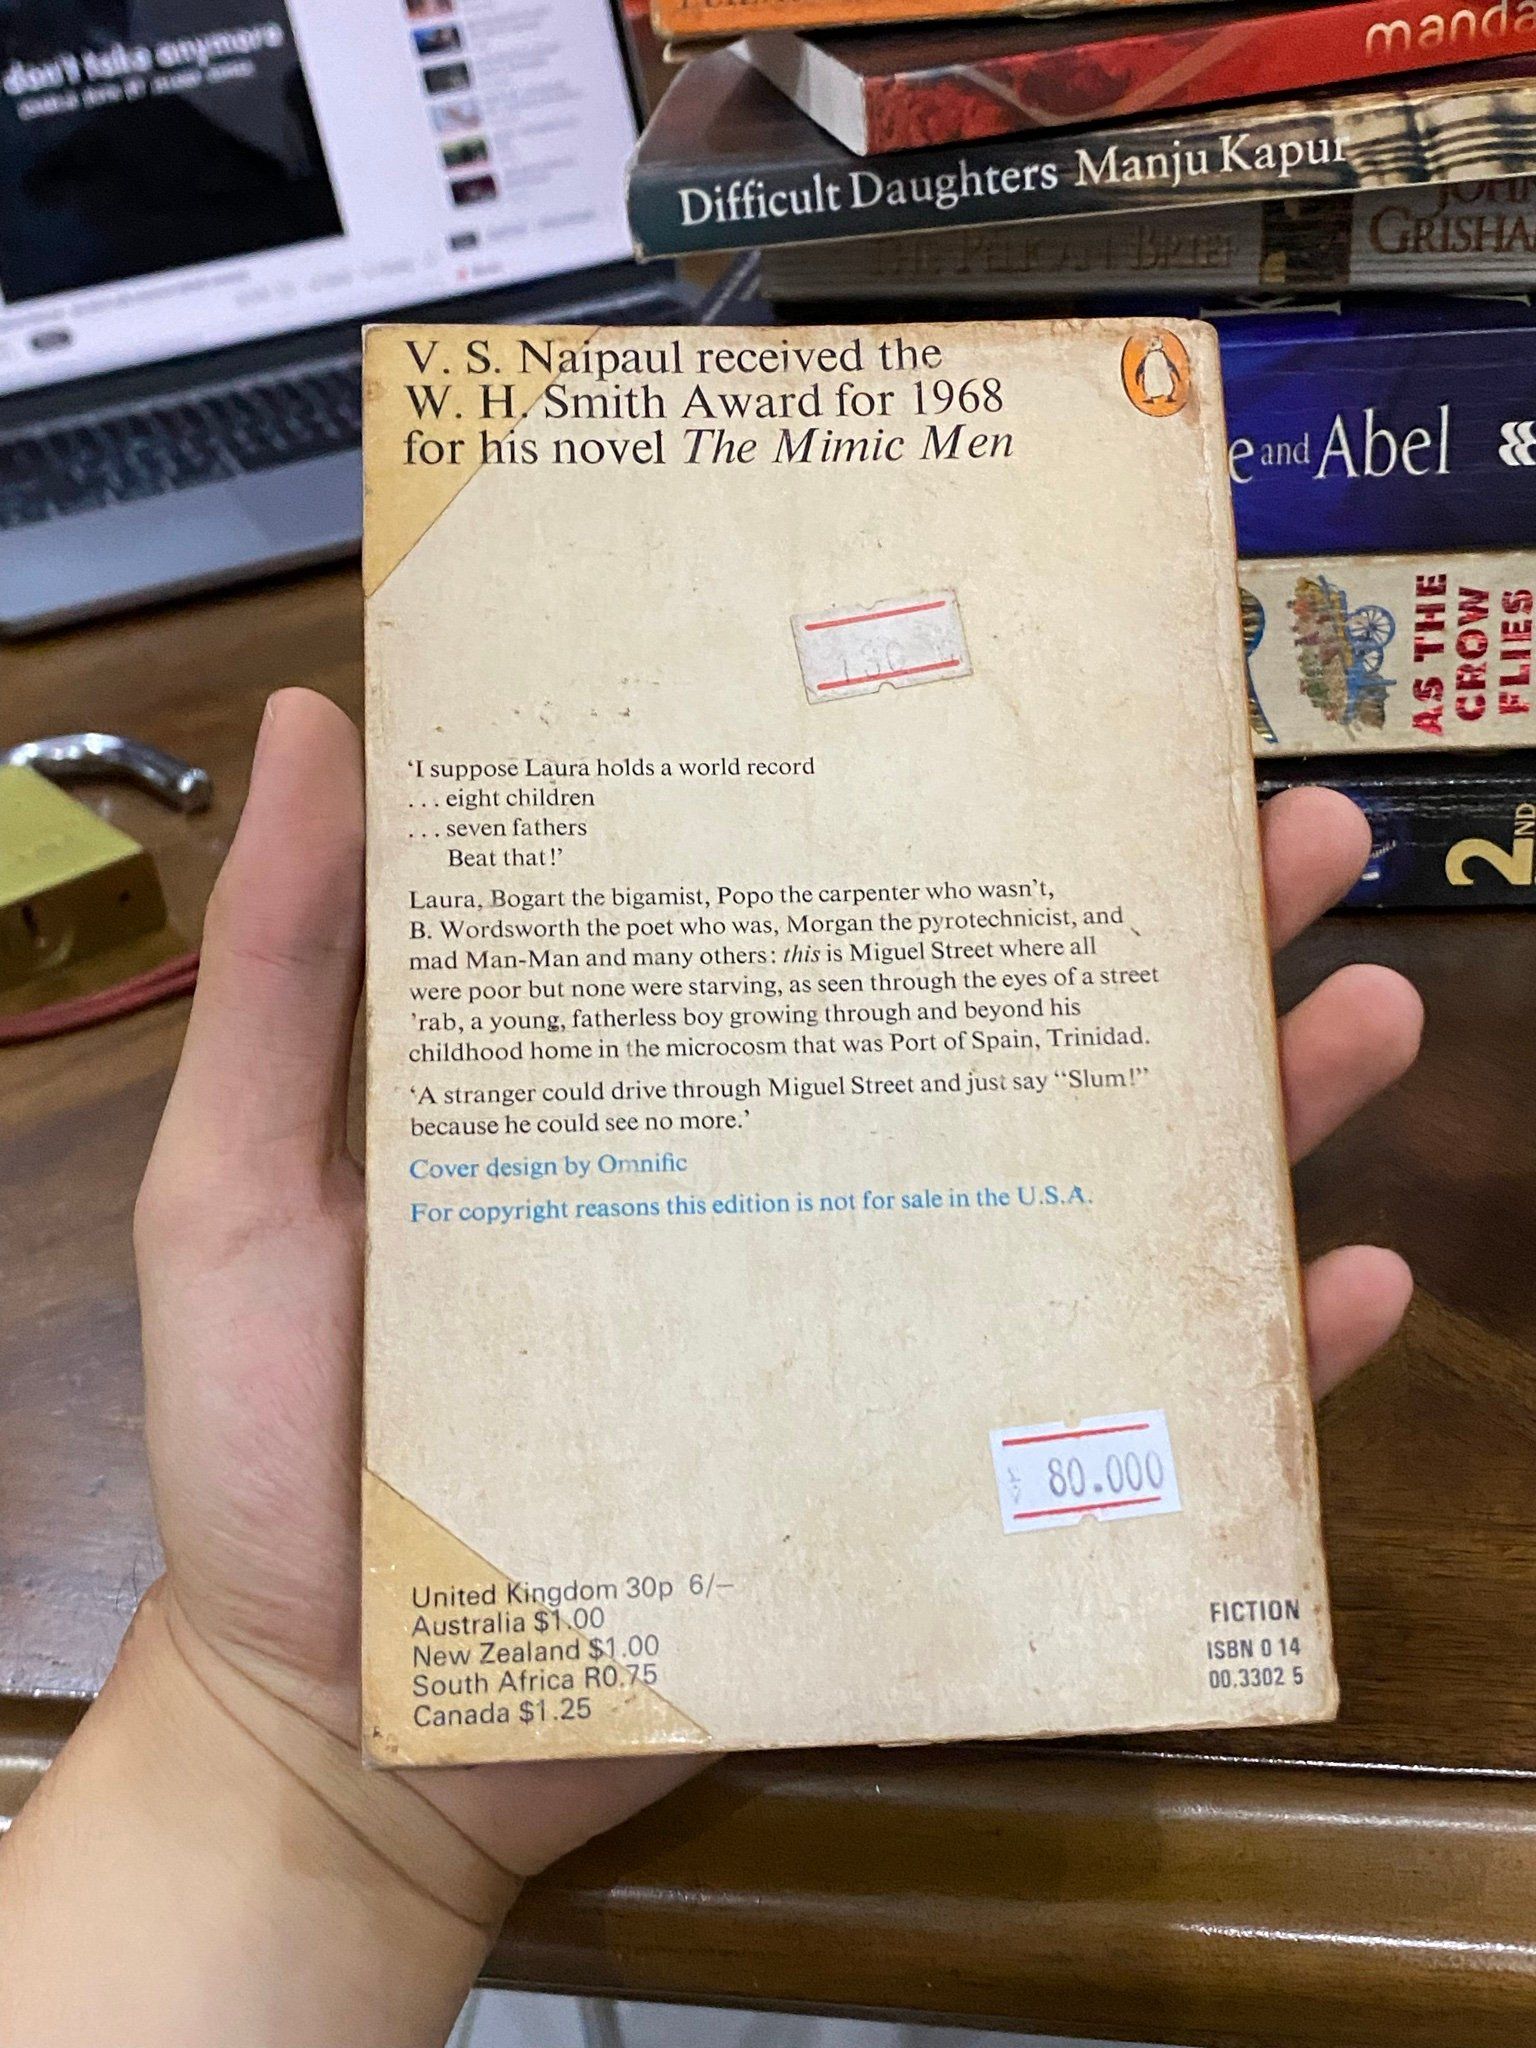 don't take anymore
manda
Difficult Daughters Manju Kapur
THE PELICAN BRIEF
JOHN
GRISHA
e and Abel
AS THE
CROW
FLIES
2ND
V. S. Naipaul received the
W. H. Smith Award for 1968
for his novel The Mimic Men
'I suppose Laura holds a world record
... eight children
... seven fathers
Beat that!'
Laura, Bogart the bigamist, Popo the carpenter who wasn't,
B. Wordsworth the poet who was, Morgan the pyrotechnicist, and
mad Man-Man and many others: this is Miguel Street where all
were poor but none were starving, as seen through the eyes of a street
'rab, a young, fatherless boy growing through and beyond his
childhood home in the microcosm that was Port of Spain, Trinidad.
'A stranger could drive through Miguel Street and just say "Slum!"
because he could see no more.'
Cover design by Omnific
For copyright reasons this edition is not for sale in the U.S.A.
80.000
United Kingdom 30p 6/–
Australia $1.00
New Zealand $1.00
South Africa R0.75
Canada $1.25
FICTION
ISBN 0 14
00.3302 5